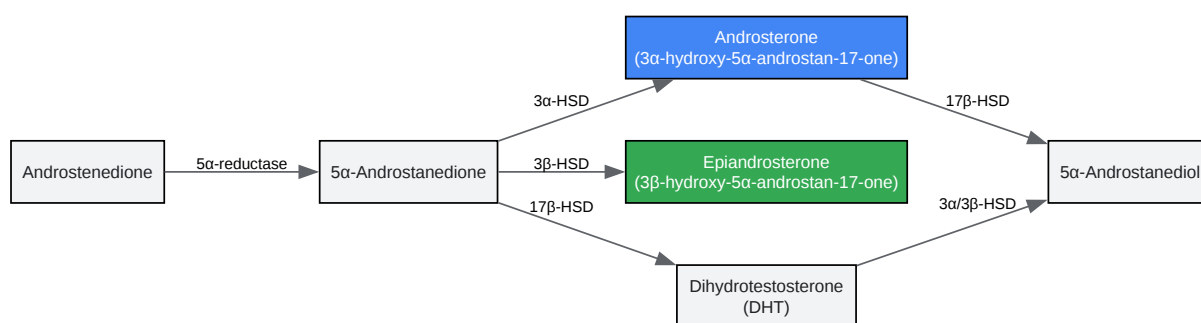 Androsterone
(3α-hydroxy-5α-androstan-17-one)
3α-HSD
17β-HSD
Androstenedione
5α-reductase
5α-Androstanedione
3β-HSD
Epiandrosterone
(3β-hydroxy-5α-androstan-17-one)
5α-Androstanediol
17β-HSD
3α/3β-HSD
Dihydrotestosterone
(DHT)